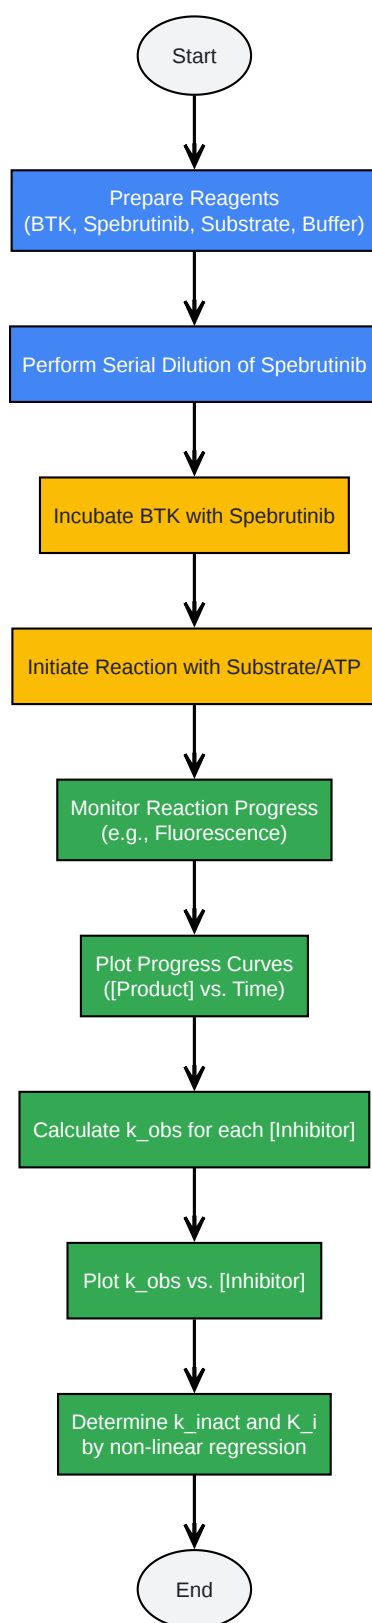 Start
Prepare Reagents
(BTK, Spebrutinib, Substrate, Buffer)
Perform Serial Dilution of Spebrutinib
Incubate BTK with Spebrutinib
Initiate Reaction with Substrate/ATP
Monitor Reaction Progress
(e.g., Fluorescence)
Plot Progress Curves
([Product] vs. Time)
Calculate k_obs for each [Inhibitor]
Plot k_obs vs. [Inhibitor]
Determine k_inact and K_i
by non-linear regression
End